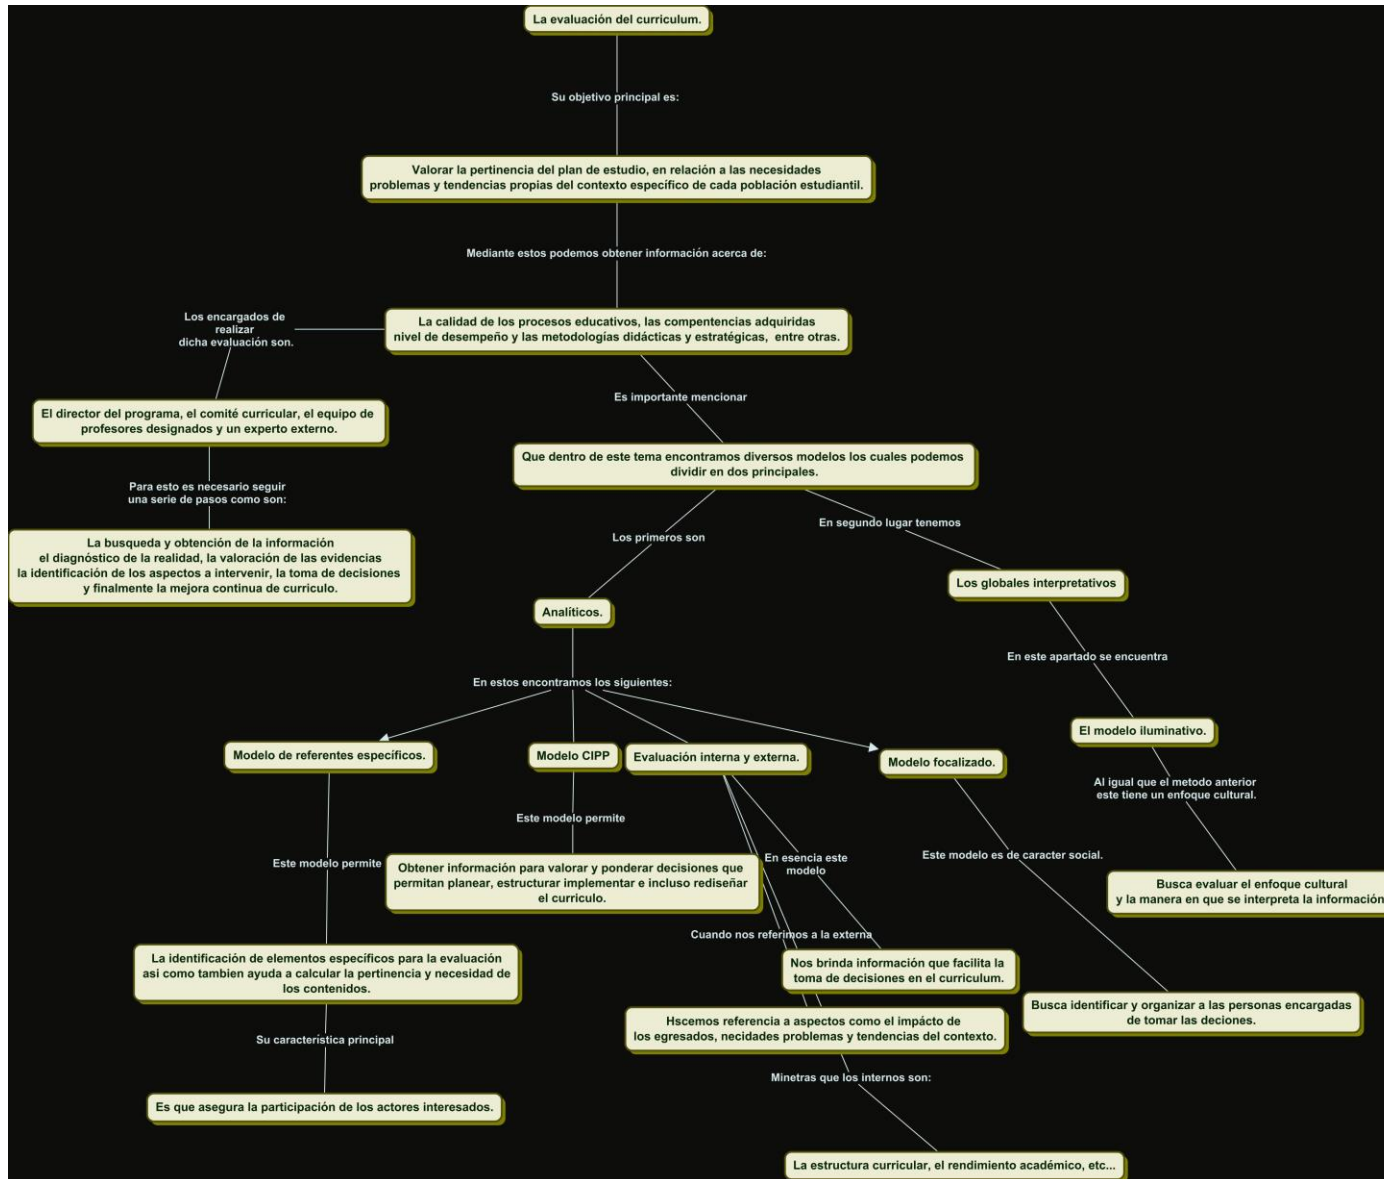 La evaluación del curriculum.
Su objetivo principal es:
Valorar la pertinencia del plan de estudio, en relación a las necesidades
problemas y tendencias propias del contexto específico de cada población estudiantil.
Mediante estos podemos obtener información acerca de:
La calidad de los procesos educativos, las compentencias adquiridas
nivel de desempeño y las metodologías didácticas y estratégicas, entre otras.
Los encargados de
realizar
dicha evaluación son.
El director del programa, el comité curricular, el equipo de
profesores designados y un experto externo.
Para esto es necesario seguir
una serie de pasos como son:
La busqueda y obtención de la información
el diagnóstico de la realidad, la valoración de las evidencias
la identificación de los aspectos a intervenir, la toma de decisiones
y finalmente la mejora continua de curriculo.
Es importante mencionar
Que dentro de este tema encontramos diversos modelos los cuales podemos
dividir en dos principales.
Los primeros son
Analíticos.
En estos encontramos los siguientes:
Modelo de referentes específicos.
Este modelo permite
La identificación de elementos específicos para la evaluación
asi como tambien ayuda a calcular la pertinencia y necesidad de
los contenidos.
Su característica principal
Es que asegura la participación de los actores interesados.
Modelo CIPP
Este modelo permite
Obtener información para valorar y ponderar decisiones que
permitan planear, estructurar implementar e incluso rediseñar
el curriculo.
Evaluación interna y externa.
En esencia este
modelo
Nos brinda información que facilita la
toma de decisiones en el curriculum.
Cuando nos referimos a la externa
Hscemos referencia a aspectos como el impácto de
los egresados, necidades problemas y tendencias del contexto.
Minetras que los internos son:
La estructura curricular, el rendimiento académico, etc...
Modelo focalizado.
Este modelo es de caracter social.
Busca identificar y organizar a las personas encargadas
de tomar las deciones.
En segundo lugar tenemos
Los globales interpretativos
En este apartado se encuentra
El modelo iluminativo.
Al igual que el metodo anterior
este tiene un enfoque cultural.
Busca evaluar el enfoque cultural
y la manera en que se interpreta la información